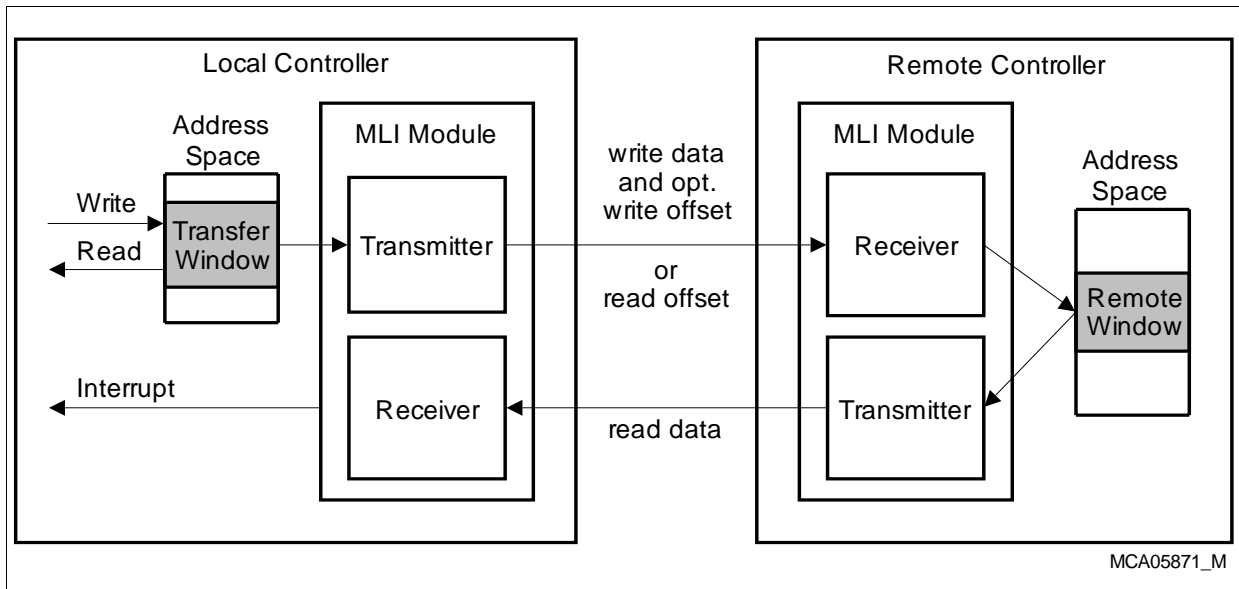 Local Controller
Address
Space
Write
Read
Transfer
Window
MLI Module
Transmitter
Interrupt
Receiver
write data
and opt.
write offset
or
read offset
read data
Remote Controller
MLI Module
Receiver
Transmitter
Address
Space
Remote
Window
MCA05871_M